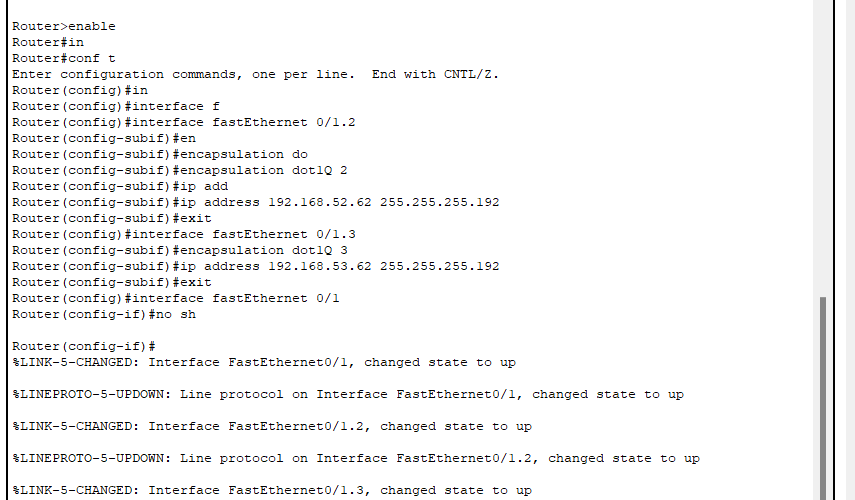 Router>enable
Router#in
Router#conf t
Enter configuration commands, one per line.  End with CNTL/Z.
Router(config)#in
Router(config)#interface f
Router(config)#interface fastEthernet 0/1.2
Router(config-subif)#en
Router(config-subif)#encapsulation do
Router(config-subif)#encapsulation dot1Q 2
Router(config-subif)#ip add
Router(config-subif)#ip address 192.168.52.62 255.255.255.192
Router(config-subif)#exit
Router(config)#interface fastEthernet 0/1.3
Router(config-subif)#encapsulation dot1Q 3
Router(config-subif)#ip address 192.168.53.62 255.255.255.192
Router(config-subif)#exit
Router(config)#interface fastEthernet 0/1
Router(config-if)#no sh
Router(config-if)#
%LINK-5-CHANGED: Interface FastEthernet0/1, changed state to up
%LINEPROTO-5-UPDOWN: Line protocol on Interface FastEthernet0/1, changed state to up
%LINK-5-CHANGED: Interface FastEthernet0/1.2, changed state to up
%LINEPROTO-5-UPDOWN: Line protocol on Interface FastEthernet0/1.2, changed state to up
%LINK-5-CHANGED: Interface FastEthernet0/1.3, changed state to up